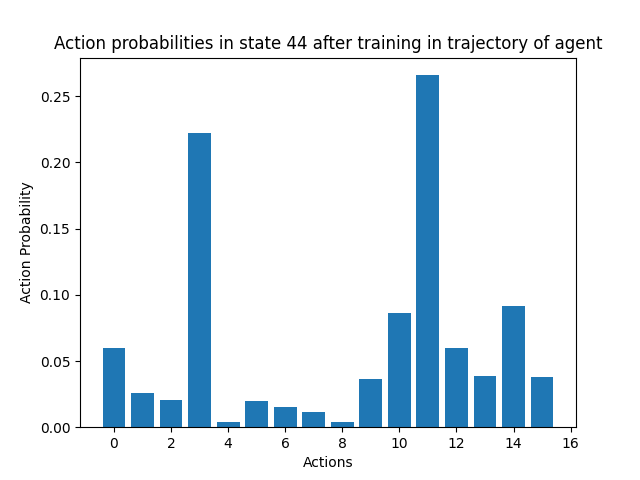 Action probabilities in state 44 after training in trajectory of agent
0.25
0.20
0.15
0.10
0.05
0.00
Action Probability
0 2 4 6 8 10 12 14 16
Actions